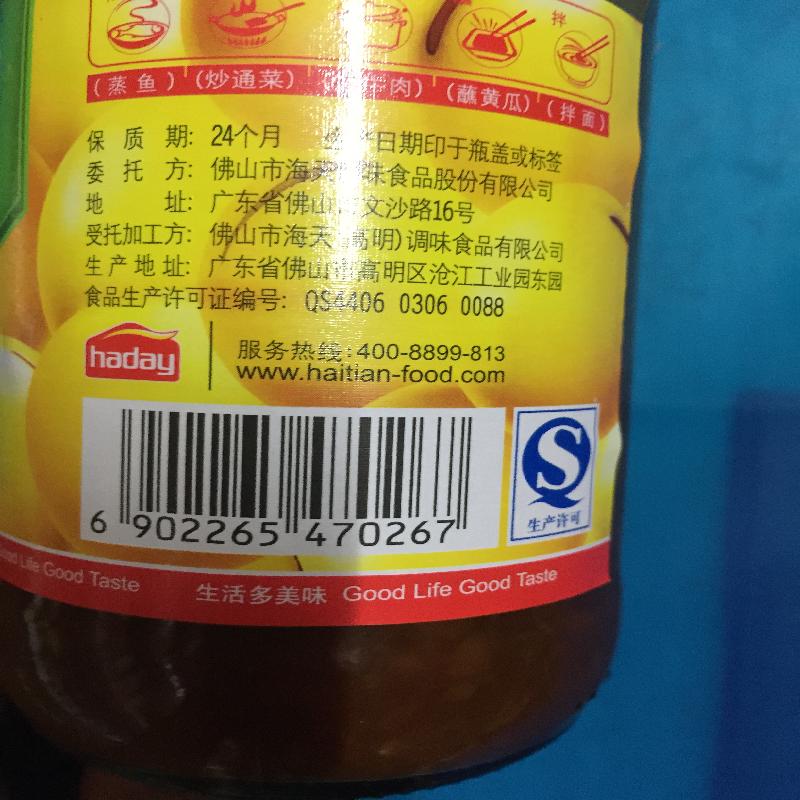 拌
(蒸鱼) (炒通菜) 肉) (蘸黄瓜) (拌面)
保质期: 24个月 日期印于瓶盖或标签
委托方: 佛山市海天 味食品股份有限公司
地址: 广东省佛山 文沙路16号
受托加工方: 佛山市海天(高明)调味食品有限公司
生产地址: 广东省佛山市高明区沧江工业园东园
食品生产许可证编号: QS4406 0306 0088
haday
服务热线:400-8899-813
www.haitian-food.com
6 902265 470267
生产许可
Good Life Good Taste
生活多美味 Good Life Good Taste